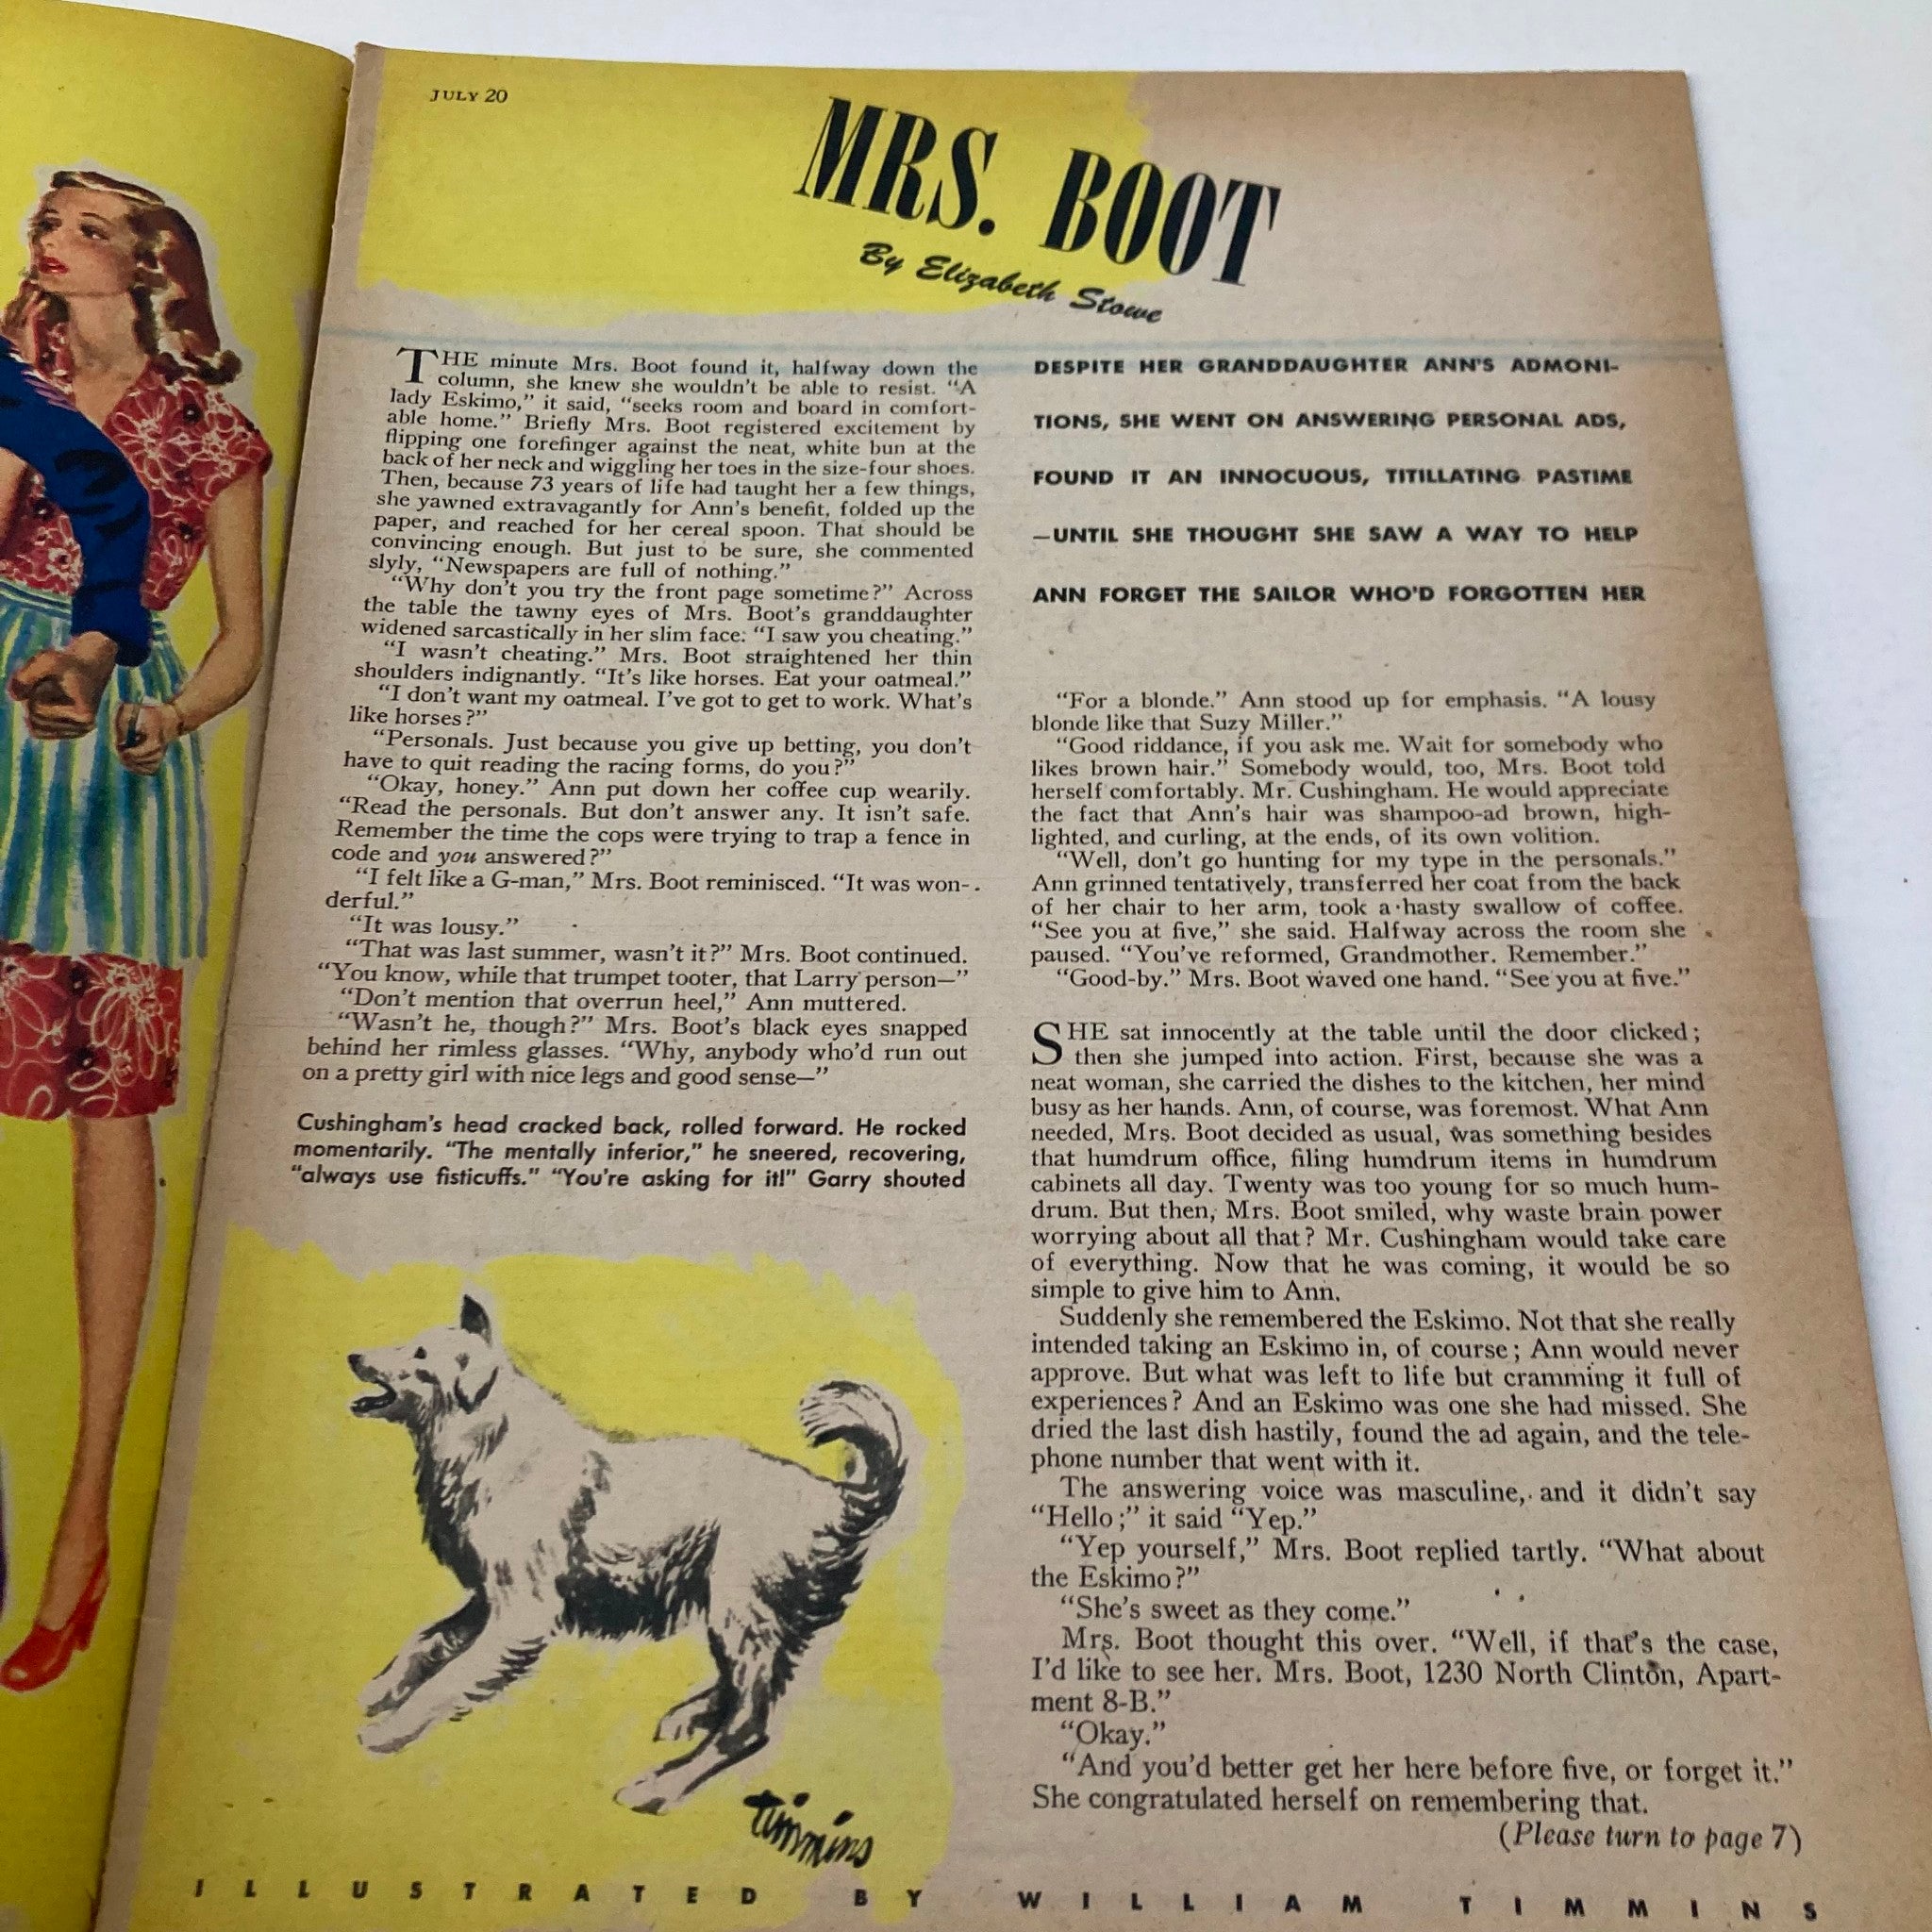 JULY 20
MRS. BOOT
By Elizabeth Stowe
THE minute Mrs. Boot found it, halfway down the
column, she knew she wouldn't be able to resist. “A
lady Eskimo,” it said, “seeks room and board in comfort-
able home.” Briefly Mrs. Boot registered excitement by
flipping one forefinger against the neat, white bun at the
back of her neck and wiggling her toes in the size-four shoes.
Then, because 73 years of life had taught her a few things,
she yawned extravagantly for Ann's benefit, folded up the
paper, and reached for her cereal spoon. That should be
convincing enough. But just to be sure, she commented
slyly, “Newspapers are full of nothing.”
“Why don't you try the front page sometime?” Across
the table the tawny eyes of Mrs. Boot's granddaughter
widened sarcastically in her slim face: “I saw you cheating.”
“I wasn't cheating.” Mrs. Boot straightened her thin
shoulders indignantly. “It's like horses. Eat your oatmeal.”
“I don't want my oatmeal. I've got to get to work. What's
like horses?”
“Personals. Just because you give up betting, you don't
have to quit reading the racing forms, do you?”
“Okay, honey.” Ann put down her coffee cup wearily.
“Read the personals. But don't answer any. It isn't safe.
Remember the time the cops were trying to trap a fence in
code and you answered?”
“I felt like a G-man,” Mrs. Boot reminisced. “It was won-
derful.”
“It was lousy.”
“That was last summer, wasn't it?” Mrs. Boot continued.
“You know, while that trumpet tooter, that Larry person—”
“Don't mention that overrun heel,” Ann muttered.
“Wasn't he, though?” Mrs. Boot's black eyes snapped
behind her rimless glasses. “Why, anybody who'd run out
on a pretty girl with nice legs and good sense—”
Cushingham's head cracked back, rolled forward. He rocked
momentarily. “The mentally inferior,” he sneered, recovering,
“always use fisticuffs.” “You're asking for it!” Garry shouted
timmins
DESPITE HER GRANDDAUGHTER ANN'S ADMONI-
TIONS, SHE WENT ON ANSWERING PERSONAL ADS,
FOUND IT AN INNOCUOUS, TITILLATING PASTIME
—UNTIL SHE THOUGHT SHE SAW A WAY TO HELP
ANN FORGET THE SAILOR WHO'D FORGOTTEN HER
“For a blonde.” Ann stood up for emphasis. “A lousy
blonde like that Suzy Miller.”
“Good riddance, if you ask me. Wait for somebody who
likes brown hair.” Somebody would, too, Mrs. Boot told
herself comfortably. Mr. Cushingham. He would appreciate
the fact that Ann's hair was shampoo-ad brown, high-
lighted, and curling, at the ends, of its own volition.
“Well, don't go hunting for my type in the personals.”
Ann grinned tentatively, transferred her coat from the back
of her chair to her arm, took a hasty swallow of coffee.
“See you at five,” she said. Halfway across the room she
paused. “You've reformed, Grandmother. Remember.”
“Good-by.” Mrs. Boot waved one hand. “See you at five.”
SHE sat innocently at the table until the door clicked;
then she jumped into action. First, because she was a
neat woman, she carried the dishes to the kitchen, her mind
busy as her hands. Ann, of course, was foremost. What Ann
needed, Mrs. Boot decided as usual, was something besides
that humdrum office, filing humdrum items in humdrum
cabinets all day. Twenty was too young for so much hum-
drum. But then, Mrs. Boot smiled, why waste brain power
worrying about all that? Mr. Cushingham would take care
of everything. Now that he was coming, it would be so
simple to give him to Ann.
Suddenly she remembered the Eskimo. Not that she really
intended taking an Eskimo in, of course; Ann would never
approve. But what was left to life but cramming it full of
experiences? And an Eskimo was one she had missed. She
dried the last dish hastily, found the ad again, and the tele-
phone number that went with it.
The answering voice was masculine, and it didn't say
“Hello;” it said “Yep.”
“Yep yourself,” Mrs. Boot replied tartly. “What about
the Eskimo?”
“She's sweet as they come.”
Mrs. Boot thought this over. “Well, if that's the case,
I'd like to see her. Mrs. Boot, 1230 North Clinton, Apart-
ment 8-B.”
“Okay.”
“And you'd better get her here before five, or forget it.”
She congratulated herself on remembering that.
(Please turn to page 7)
ILLUSTRATED BY WILLIAM TIMMINS